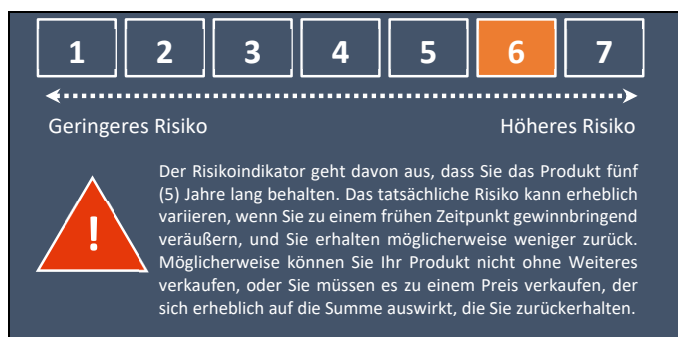 1 2 3 4 5 6 7
Geringeres Risiko Höheres Risiko
Der Risikoindikator geht davon aus, dass Sie das Produkt fünf
(5) Jahre lang behalten. Das tatsächliche Risiko kann erheblich
variieren, wenn Sie zu einem frühen Zeitpunkt gewinnbringend
veräußern, und Sie erhalten möglicherweise weniger zurück.
Möglicherweise können Sie Ihr Produkt nicht ohne Weiteres
verkaufen, oder Sie müssen es zu einem Preis verkaufen, der
sich erheblich auf die Summe auswirkt, die Sie zurückerhalten.
!